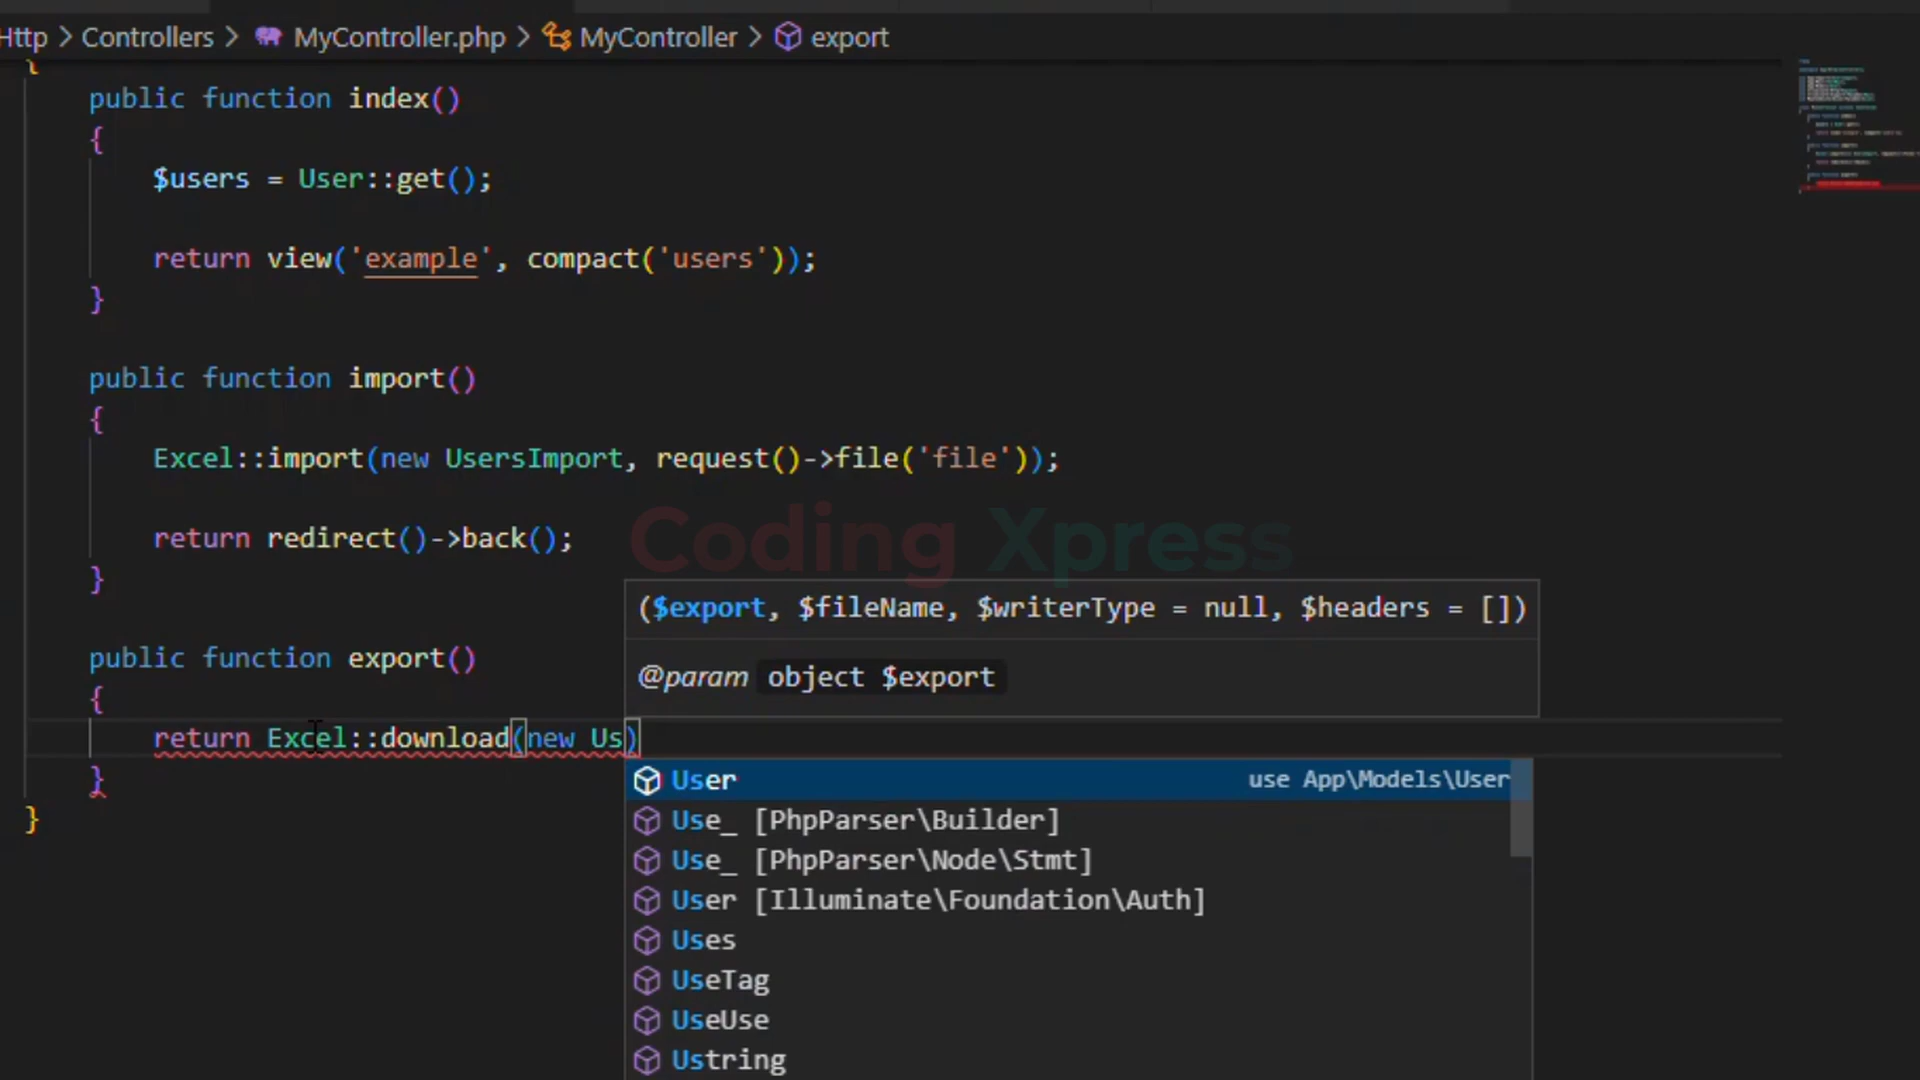 Http > Controllers > MyController.php > MyController > export
{
public function index()
{
$users = User::get();
return view('example', compact('users'));
}
public function import()
{
Excel::import(new UsersImport, request()->file('file'));
return redirect()->back();
}
Coding Xpress
($export, $fileName, $writerType = null, $headers = [])
@param object $export
public function export()
{
return Excel::download(new Us)
}
}
User use App\Models\User
Use_ [PhpParser\Builder]
Use_ [PhpParser\Node\Stmt]
User [Illuminate\Foundation\Auth]
Uses
UseTag
UseUse
Ustring